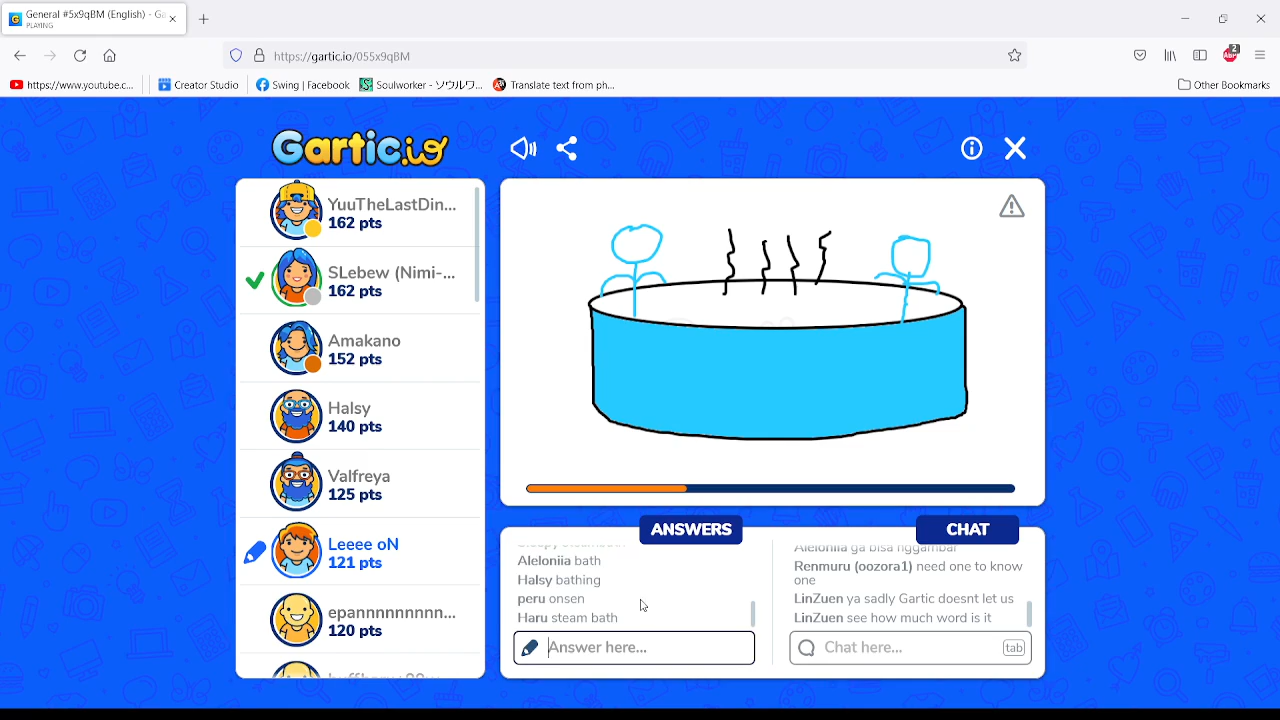 General #5x9qBM (English) - Ga
PLAYING
https://gartic.io/055x9qBM
2
https://www.youtube.c...
Creator Studio
Swing | Facebook
Soulworker - ソウルワ...
Translate text from ph...
Other Bookmarks
Gartic.io
YuuTheLastDin...
162 pts
SLebew (Nimi-...
162 pts
Amakano
152 pts
Halsy
140 pts
Valfreya
125 pts
Leeee oN
121 pts
epannnnnnnnn...
120 pts
ANSWERS
Aleloniia bath
Halsy bathing
peru onsen
Haru steam bath
Answer here...
CHAT
Aleloniia ga bisa nggambar
Renmuru (oozora1) need one to know
one
LinZuen ya sadly Gartic doesnt let us
LinZuen see how much word is it
Chat here...
tab